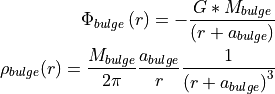 Φ_bulge (r) = − G * M_bulge / (r + a_bulge)
ρ_bulge(r) = M_bulge / 2π a_bulge / r 1 / (r + a_bulge)³